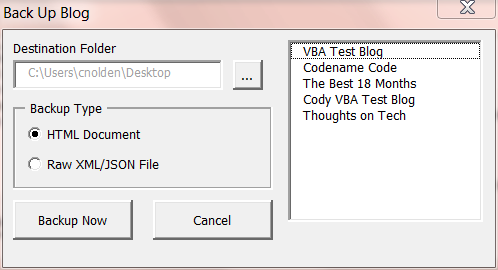 Back Up Blog
Destination Folder
C:\Users\cnolden\Desktop
...
Backup Type
HTML Document
Raw XML/JSON File
Backup Now
Cancel
VBA Test Blog
Codename Code
The Best 18 Months
Cody VBA Test Blog
Thoughts on Tech